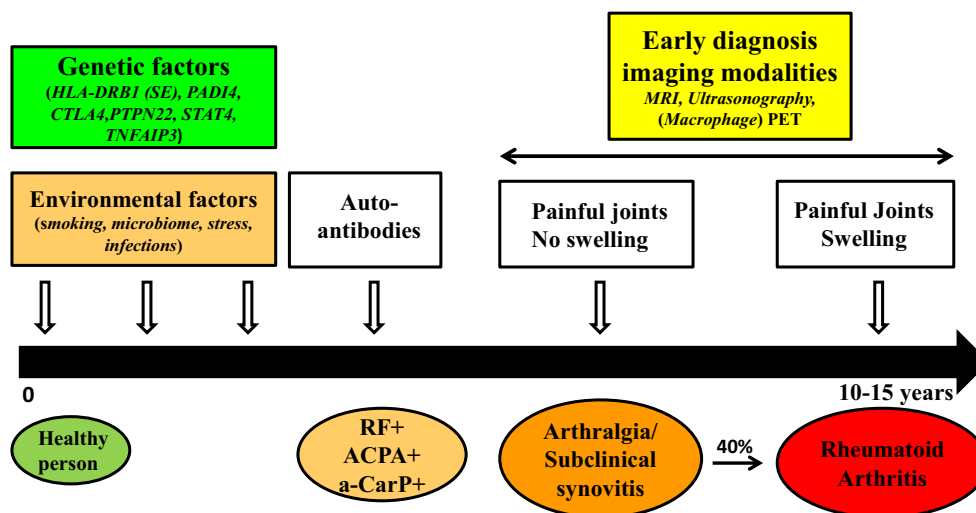 Genetic factors
(HLA-DRB1 (SE), PADI4,
CTLA4,PTPN22, STAT4,
TNFAIP3)
Early diagnosis
imaging modalities
MRI, Ultrasonography,
(Macrophage) PET
Environmental factors
(smoking, microbiome, stress,
infections)
Auto-
antibodies
Painful joints
No swelling
Painful Joints
Swelling
0
10-15 years
Healthy
person
RF+
ACPA+
a-CarP+
Arthralgia/
Subclinical
synovitis
40%
Rheumatoid
Arthritis